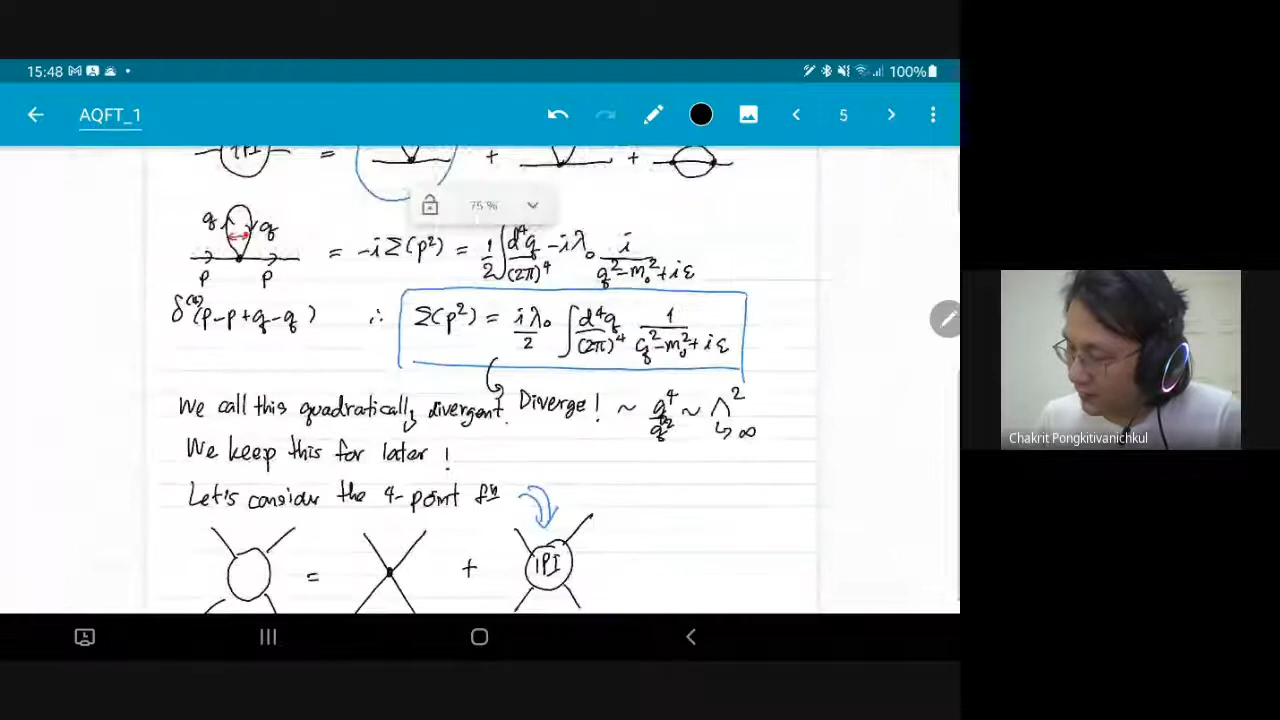 15:48 100%
AQFT_1 5
1PI = + +
75 %
q q = -iΣ(p²) = 1/2 ∫ d⁴q/(2π)⁴ -iλ₀ i/(q²-m₀²+iε)
p p
δ⁽⁴⁾(p-p+q-q) ∴ Σ(p²) = iλ₀/2 ∫ d⁴q/(2π)⁴ 1/(q²-m₀²+iε)
We call this quadratically divergent. Diverge! ~ q⁴/q² ~ Λ² ↳ ∞
We keep this for later !
Let's consider the 4-point fn
= + 1PI
Chakrit Pongkitivanichkul